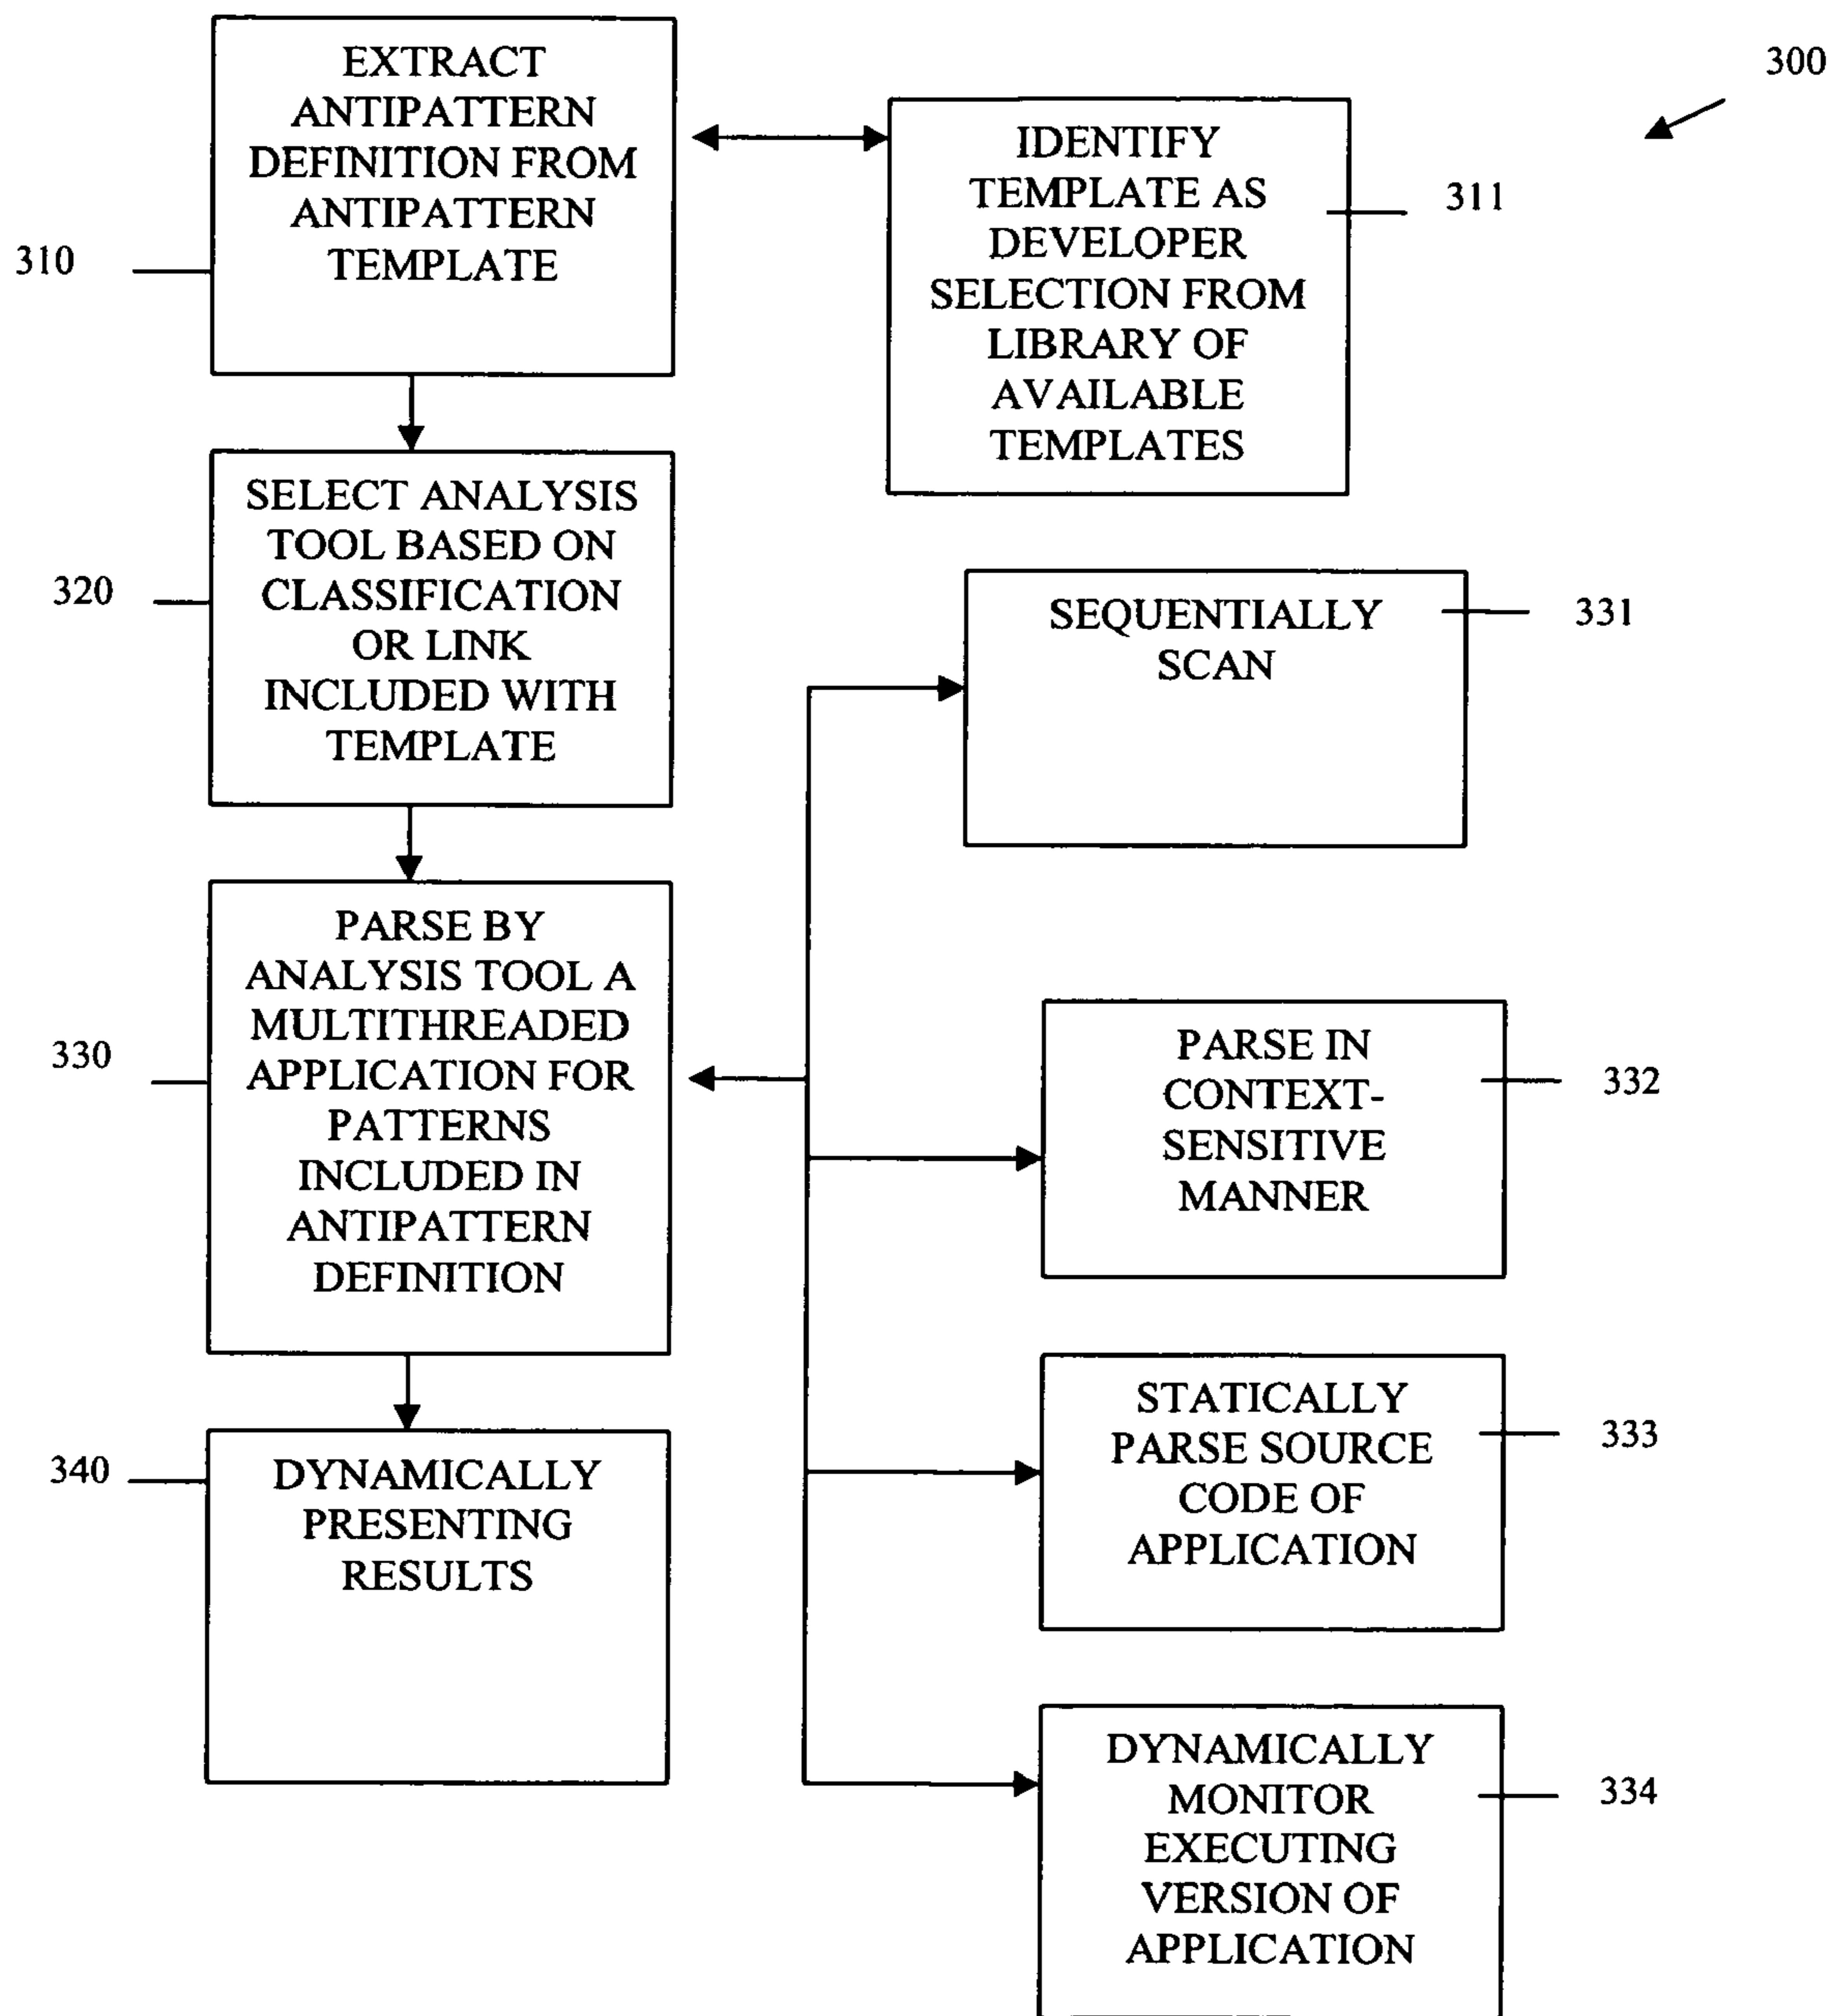 300
EXTRACT
ANTIPATTERN
DEFINITION FROM
ANTIPATTERN
TEMPLATE
310
IDENTIFY
TEMPLATE AS
DEVELOPER
SELECTION FROM
LIBRARY OF
AVAILABLE
TEMPLATES
311
SELECT ANALYSIS
TOOL BASED ON
CLASSIFICATION
OR LINK
INCLUDED WITH
TEMPLATE
320
SEQUENTIALLY
SCAN
331
PARSE BY
ANALYSIS TOOL A
MULTITHREADED
APPLICATION FOR
PATTERNS
INCLUDED IN
ANTIPATTERN
DEFINITION
330
PARSE IN
CONTEXT-
SENSITIVE
MANNER
332
STATICALLY
PARSE SOURCE
CODE OF
APPLICATION
333
340
DYNAMICALLY
PRESENTING
RESULTS
DYNAMICALLY
MONITOR
EXECUTING
VERSION OF
APPLICATION
334